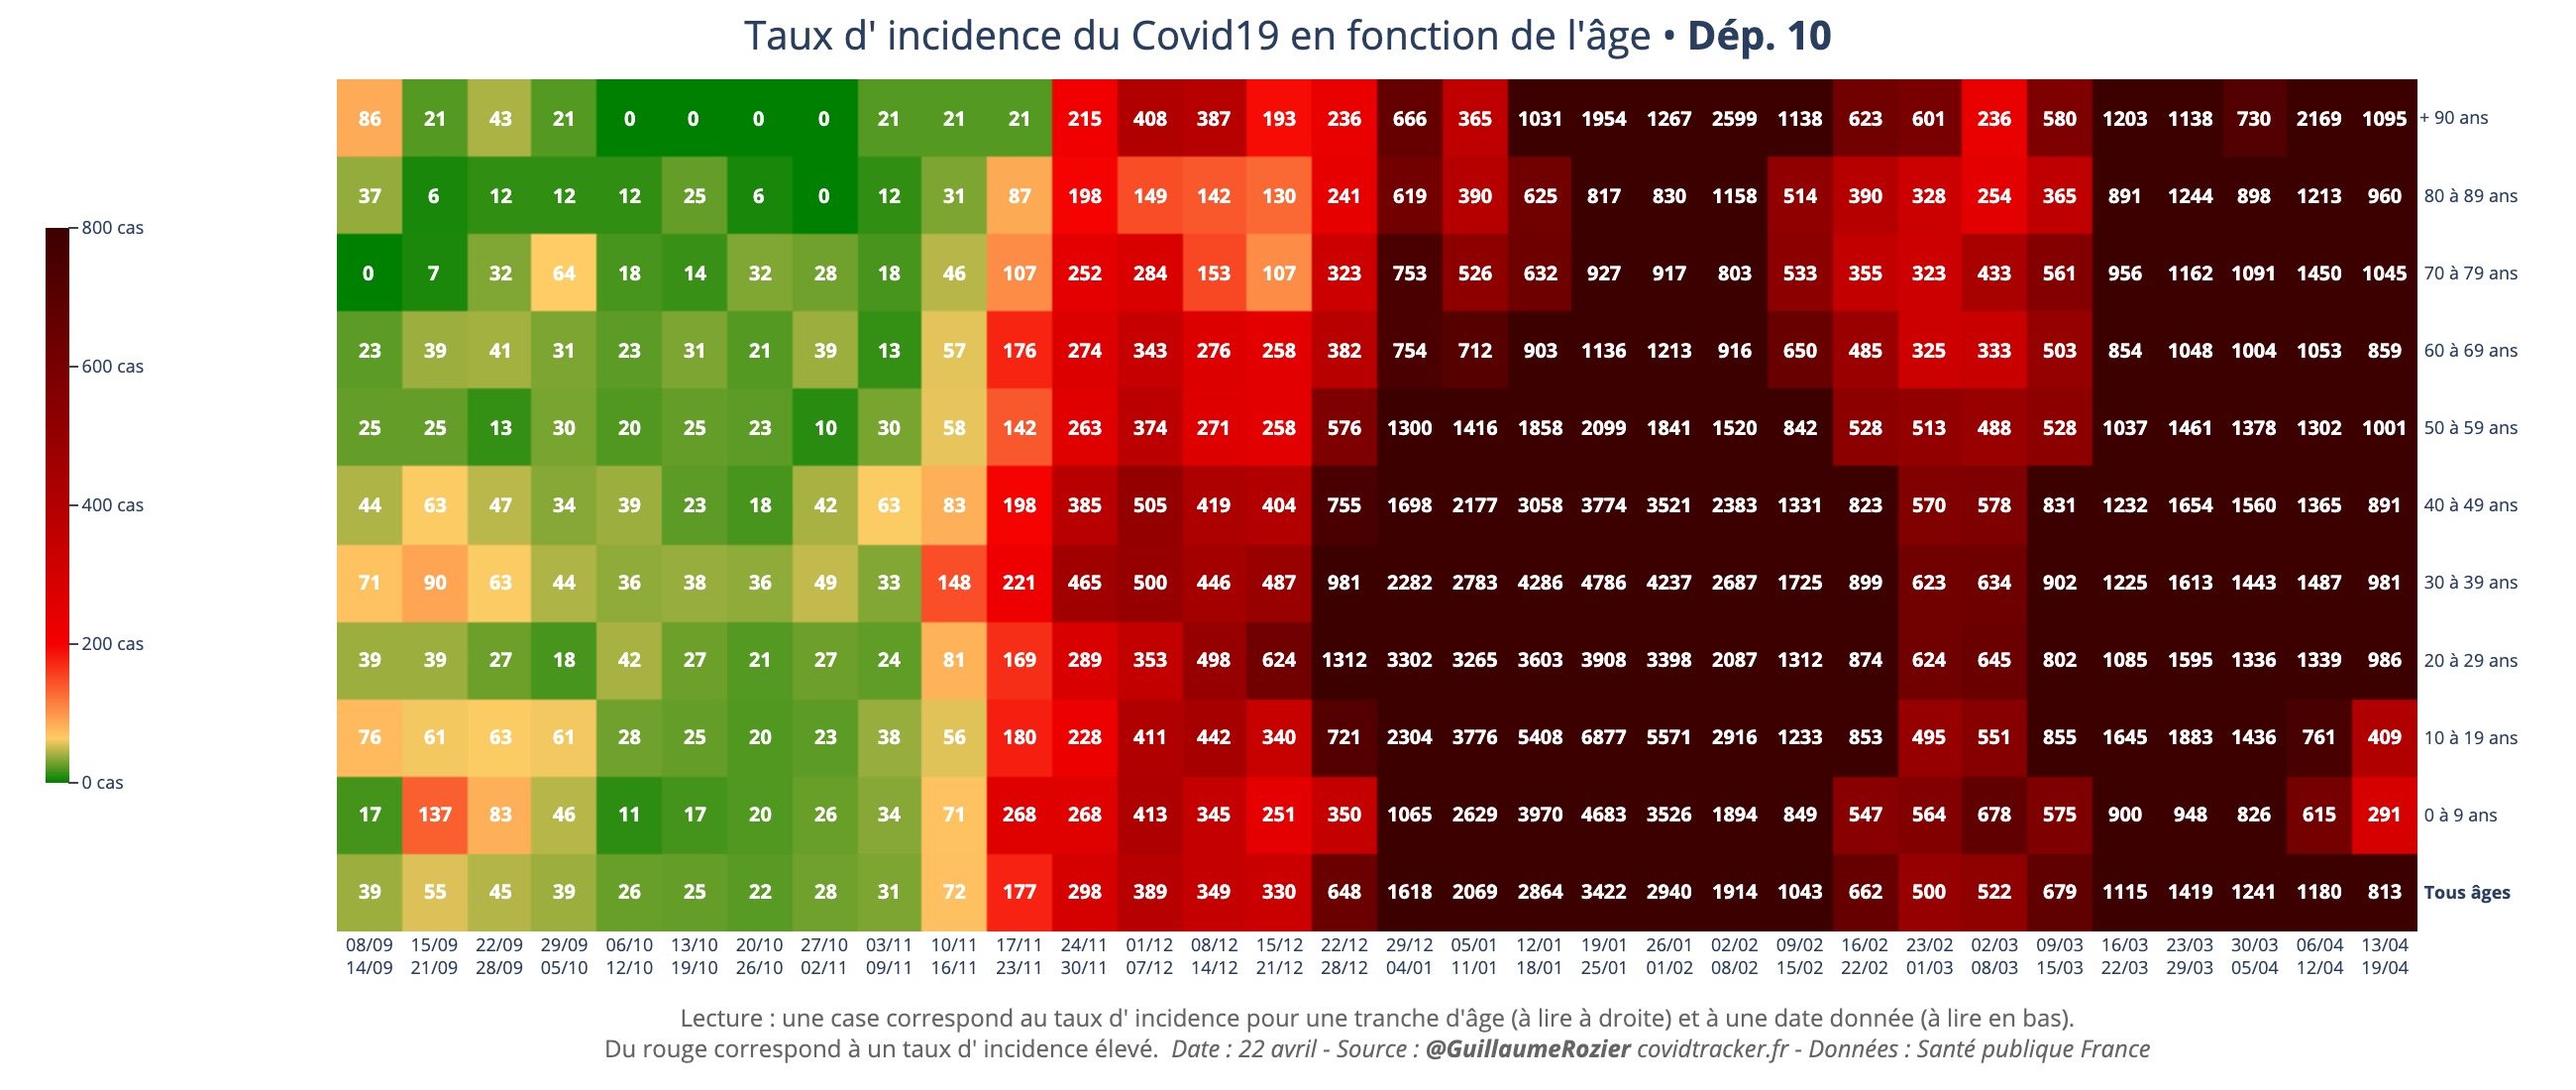 Taux d' incidence du Covid19 en fonction de l'âge • Dép. 10
86 21 43 21 0 0 0 0 21 21 21 215 408 387 193 236 666 365 1031 1954 1267 2599 1138 623 601 236 580 1203 1138 730 2169 1095 + 90 ans
37 6 12 12 12 25 6 0 12 31 87 198 149 142 130 241 619 390 625 817 830 1158 514 390 328 254 365 891 1244 898 1213 960 80 à 89 ans
800 cas
0 7 32 64 18 14 32 28 18 46 107 252 284 153 107 323 753 526 632 927 917 803 533 355 323 433 561 956 1162 1091 1450 1045 70 à 79 ans
23 39 41 31 23 31 21 39 13 57 176 274 343 276 258 382 754 712 903 1136 1213 916 650 485 325 333 503 854 1048 1004 1053 859 60 à 69 ans
600 cas
25 25 13 30 20 25 23 10 30 58 142 263 374 271 258 576 1300 1416 1858 2099 1841 1520 842 528 513 488 528 1037 1461 1378 1302 1001 50 à 59 ans
400 cas
44 63 47 34 39 23 18 42 63 83 198 385 505 419 404 755 1698 2177 3058 3774 3521 2383 1331 823 570 578 831 1232 1654 1560 1365 891 40 à 49 ans
71 90 63 44 36 38 36 49 33 148 221 465 500 446 487 981 2282 2783 4286 4786 4237 2687 1725 899 623 634 902 1225 1613 1443 1487 981 30 à 39 ans
200 cas
39 39 27 18 42 27 21 27 24 81 169 289 353 498 624 1312 3302 3265 3603 3908 3398 2087 1312 874 624 645 802 1085 1595 1336 1339 986 20 à 29 ans
76 61 63 61 28 25 20 23 38 56 180 228 411 442 340 721 2304 3776 5408 6877 5571 2916 1233 853 495 551 855 1645 1883 1436 761 409 10 à 19 ans
0 cas
17 137 83 46 11 17 20 26 34 71 268 268 413 345 251 350 1065 2629 3970 4683 3526 1894 849 547 564 678 575 900 948 826 615 291 0 à 9 ans
39 55 45 39 26 25 22 28 31 72 177 298 389 349 330 648 1618 2069 2864 3422 2940 1914 1043 662 500 522 679 1115 1419 1241 1180 813 Tous âges
08/09 15/09 22/09 29/09 06/10 13/10 20/10 27/10 03/11 10/11 17/11 24/11 01/12 08/12 15/12 22/12 29/12 05/01 12/01 19/01 26/01 02/02 09/02 16/02 23/02 02/03 09/03 16/03 23/03 30/03 06/04 13/04
14/09 21/09 28/09 05/10 12/10 19/10 26/10 02/11 09/11 16/11 23/11 30/11 07/12 14/12 21/12 28/12 04/01 11/01 18/01 25/01 01/02 08/02 15/02 22/02 01/03 08/03 15/03 22/03 29/03 05/04 12/04 19/04
Lecture : une case correspond au taux d' incidence pour une tranche d'âge (à lire à droite) et à une date donnée (à lire en bas).
Du rouge correspond à un taux d' incidence élevé. Date : 22 avril - Source : @GuillaumeRozier covidtracker.fr - Données : Santé publique France